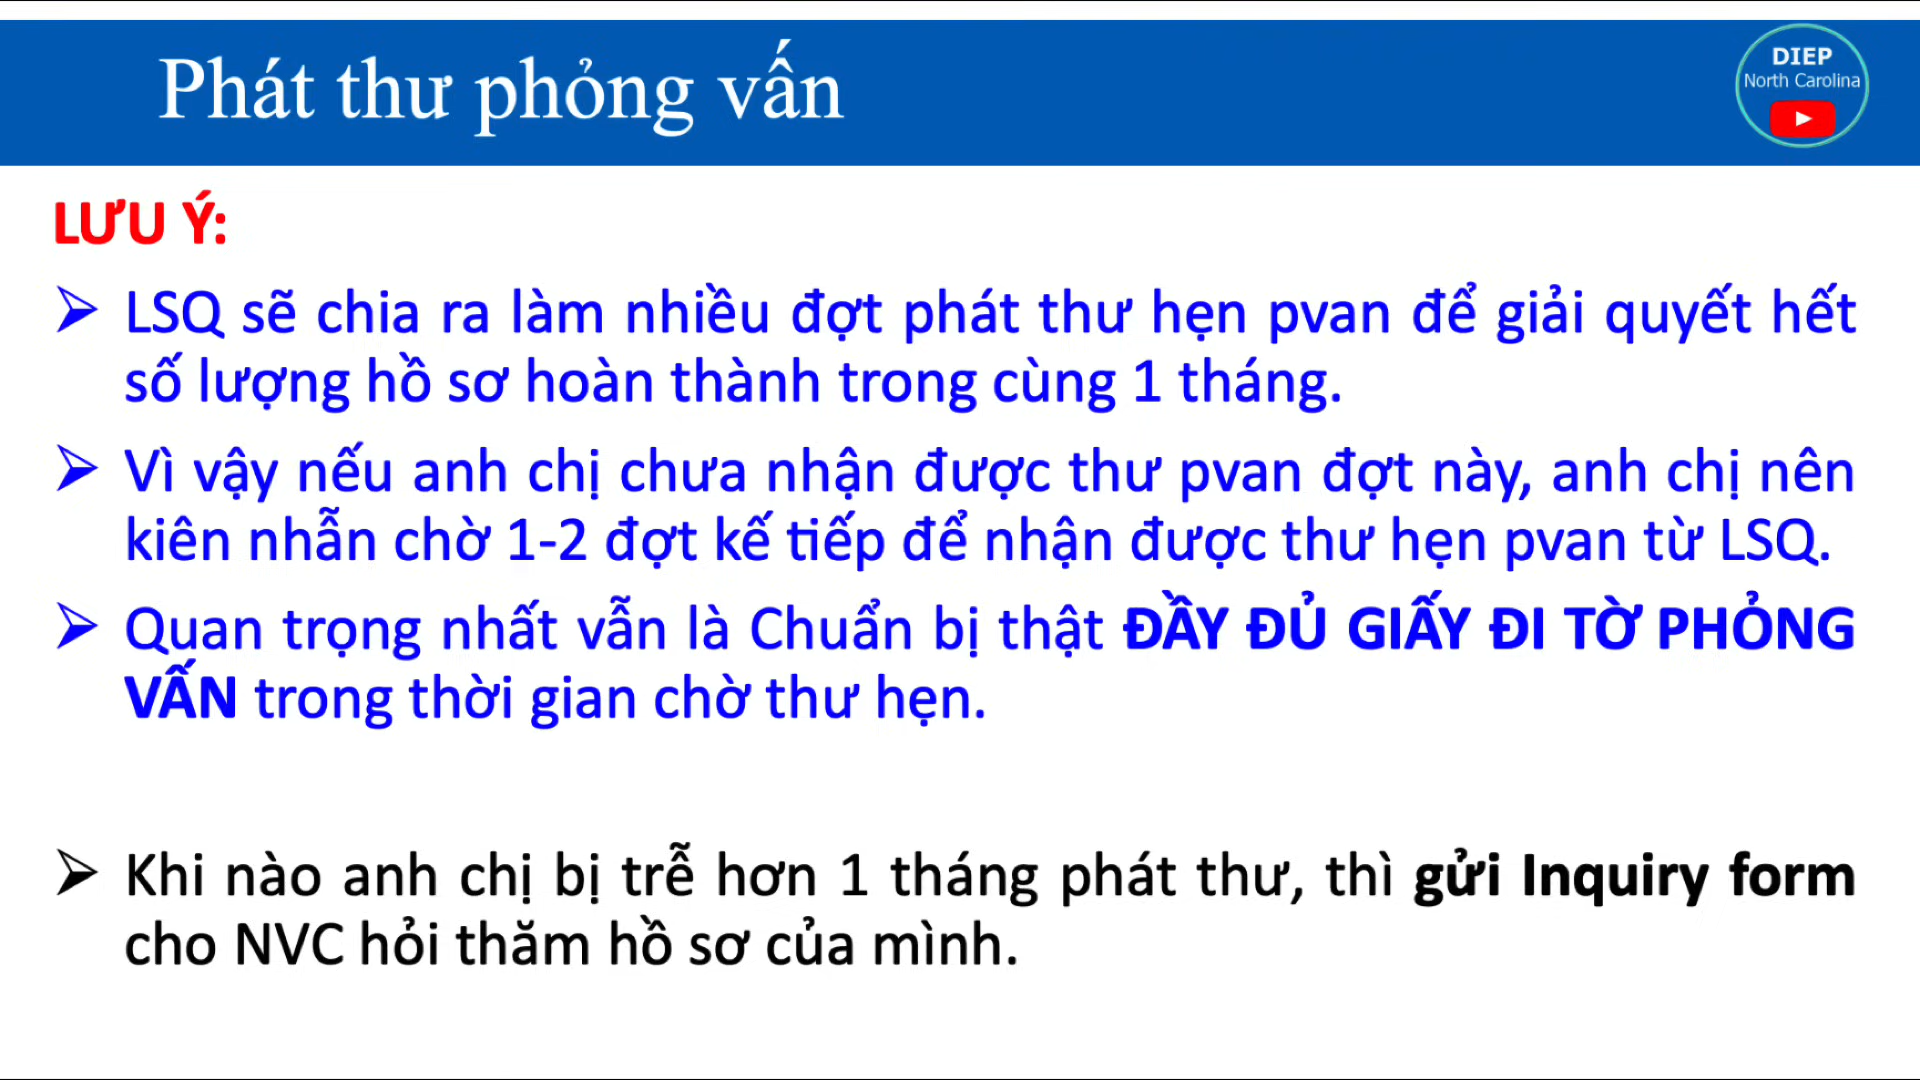 Phát thư phỏng vấn
DIEP
North Carolina
LƯU Ý:
LSQ sẽ chia ra làm nhiều đợt phát thư hẹn pvan để giải quyết hết
số lượng hồ sơ hoàn thành trong cùng 1 tháng.
Vì vậy nếu anh chị chưa nhận được thư pvan đợt này, anh chị nên
kiên nhẫn chờ 1-2 đợt kế tiếp để nhận được thư hẹn pvan từ LSQ.
Quan trọng nhất vẫn là Chuẩn bị thật ĐẦY ĐỦ GIẤY ĐI TỜ PHỎNG
VẤN trong thời gian chờ thư hẹn.
Khi nào anh chị bị trễ hơn 1 tháng phát thư, thì gửi Inquiry form
cho NVC hỏi thăm hồ sơ của mình.